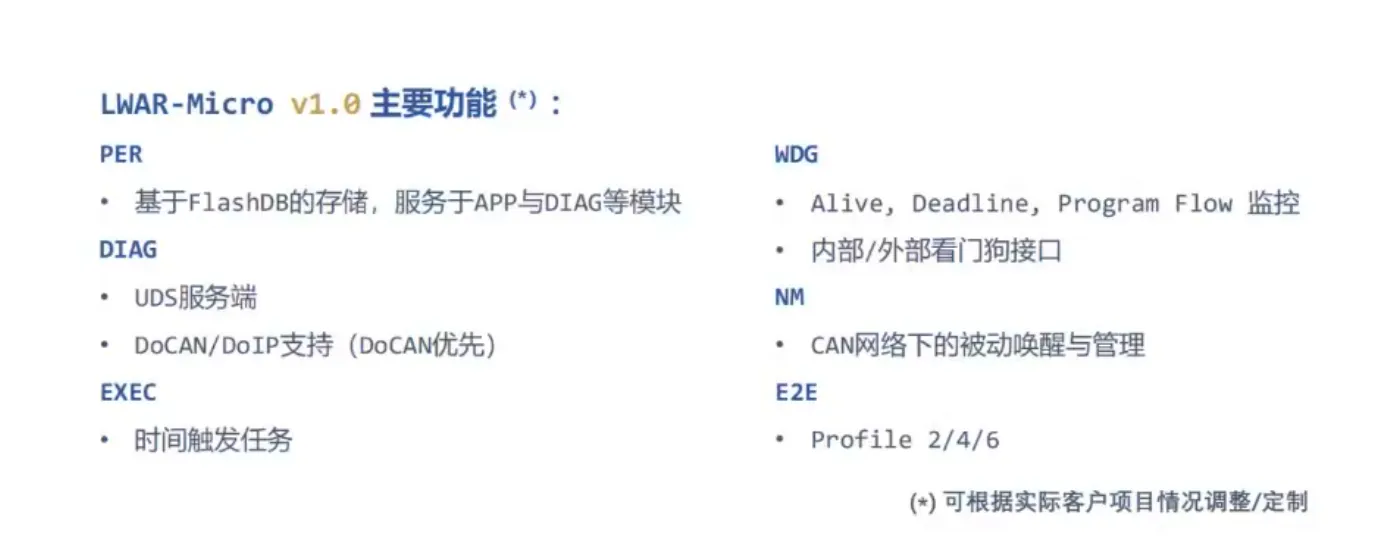 LWAR-Micro v1.0 主要功能 (*) ：
PER
• 基于FlashDB的存储，服务于APP与DIAG等模块
DIAG
• UDS服务端
• DoCAN/DoIP支持（DoCAN优先）
EXEC
• 时间触发任务
WDG
• Alive, Deadline, Program Flow 监控
• 内部/外部看门狗接口
NM
• CAN网络下的被动唤醒与管理
E2E
• Profile 2/4/6
(*) 可根据实际客户项目情况调整/定制